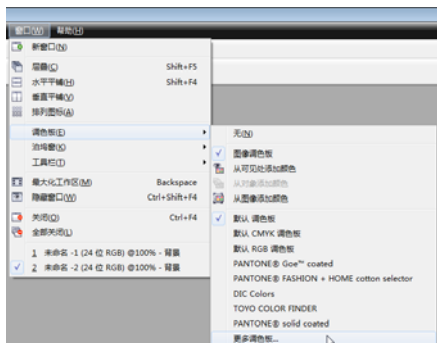 窗口(W) 帮助(H)
新窗口(N)
层叠(C) Shift+F5
水平平铺(H) Shift+F4
垂直平铺(V)
排列图标(A)
调色板(E)
泊坞窗(K)
工具栏(T)
最大化工作区(M) Backspace
隐藏窗口(W) Ctrl+Shift+F4
关闭(O) Ctrl+F4
全部关闭(L)
1 未命名 -1 (24 位 RGB) @100% - 背景
2 未命名 -2 (24 位 RGB) @100% - 背景
无(N)
图像调色板
从可见处添加颜色
从对象添加颜色
从图像添加颜色
默认 调色板
默认 CMYK 调色板
默认 RGB 调色板
PANTONE® Goe™ coated
PANTONE® FASHION + HOME cotton selector
DIC Colors
TOYO COLOR FINDER
PANTONE® solid coated
更多调色板...